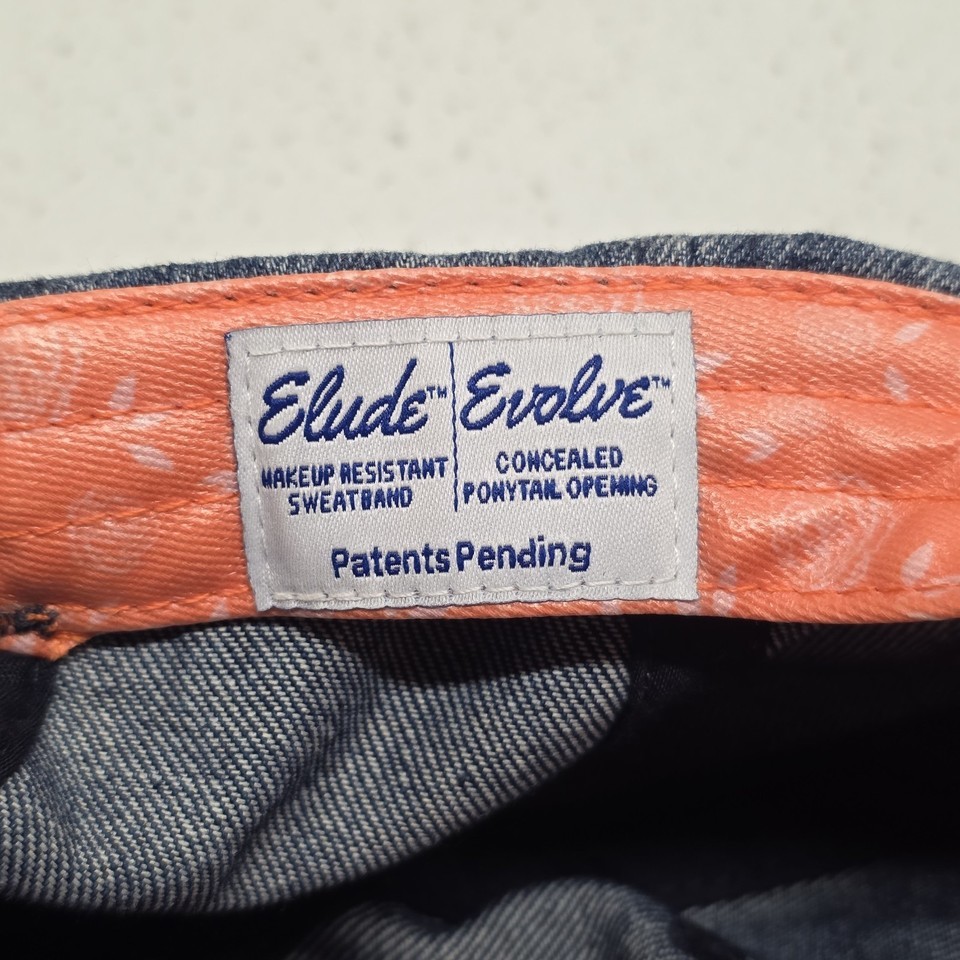 Elude™
MAKEUP RESISTANT
SWEATBAND
Evolve™
CONCEALED
PONYTAIL OPENING
Patents Pending